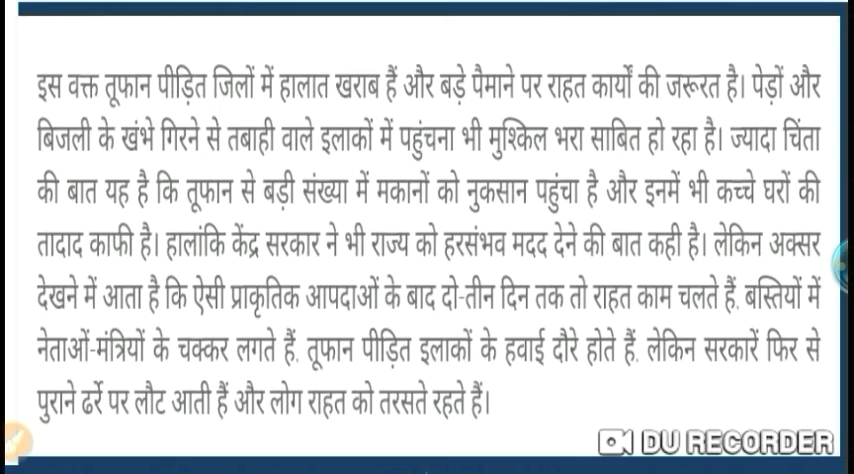 इस वक्त तूफान पीड़ित जिलों में हालात खराब हैं और बड़े पैमाने पर राहत कार्यों की जरूरत है। पेड़ों और
बिजली के खंभे गिरने से तबाही वाले इलाकों में पहुंचना भी मुश्किल भरा साबित हो रहा है। ज्यादा चिंता
की बात यह है कि तूफान से बड़ी संख्या में मकानों को नुकसान पहुंचा है और इनमें भी कच्चे घरों की
तादाद काफी है। हालांकि केंद्र सरकार ने भी राज्य को हरसंभव मदद देने की बात कही है। लेकिन अक्सर
देखने में आता है कि ऐसी प्राकृतिक आपदाओं के बाद दो-तीन दिन तक तो राहत काम चलते हैं, बस्तियों में
नेताओं-मंत्रियों के चक्कर लगते हैं, तूफान पीड़ित इलाकों के हवाई दौरे होते हैं, लेकिन सरकारें फिर से
पुराने ढर्रे पर लौट आती हैं और लोग राहत को तरसते रहते हैं।
DU RECORDER